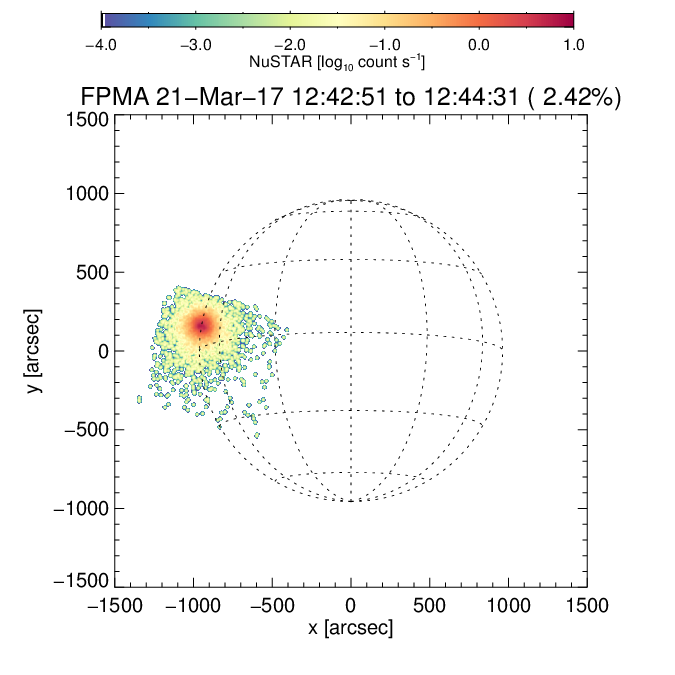 −4.0 −3.0 −2.0 −1.0 0.0 1.0
NuSTAR [log10 count s−1]
FPMA 21−Mar−17 12:42:51 to 12:44:31 ( 2.42%)
1500
1000
500
0
−500
−1000
−1500
y [arcsec]
−1500 −1000 −500 0 500 1000 1500
x [arcsec]